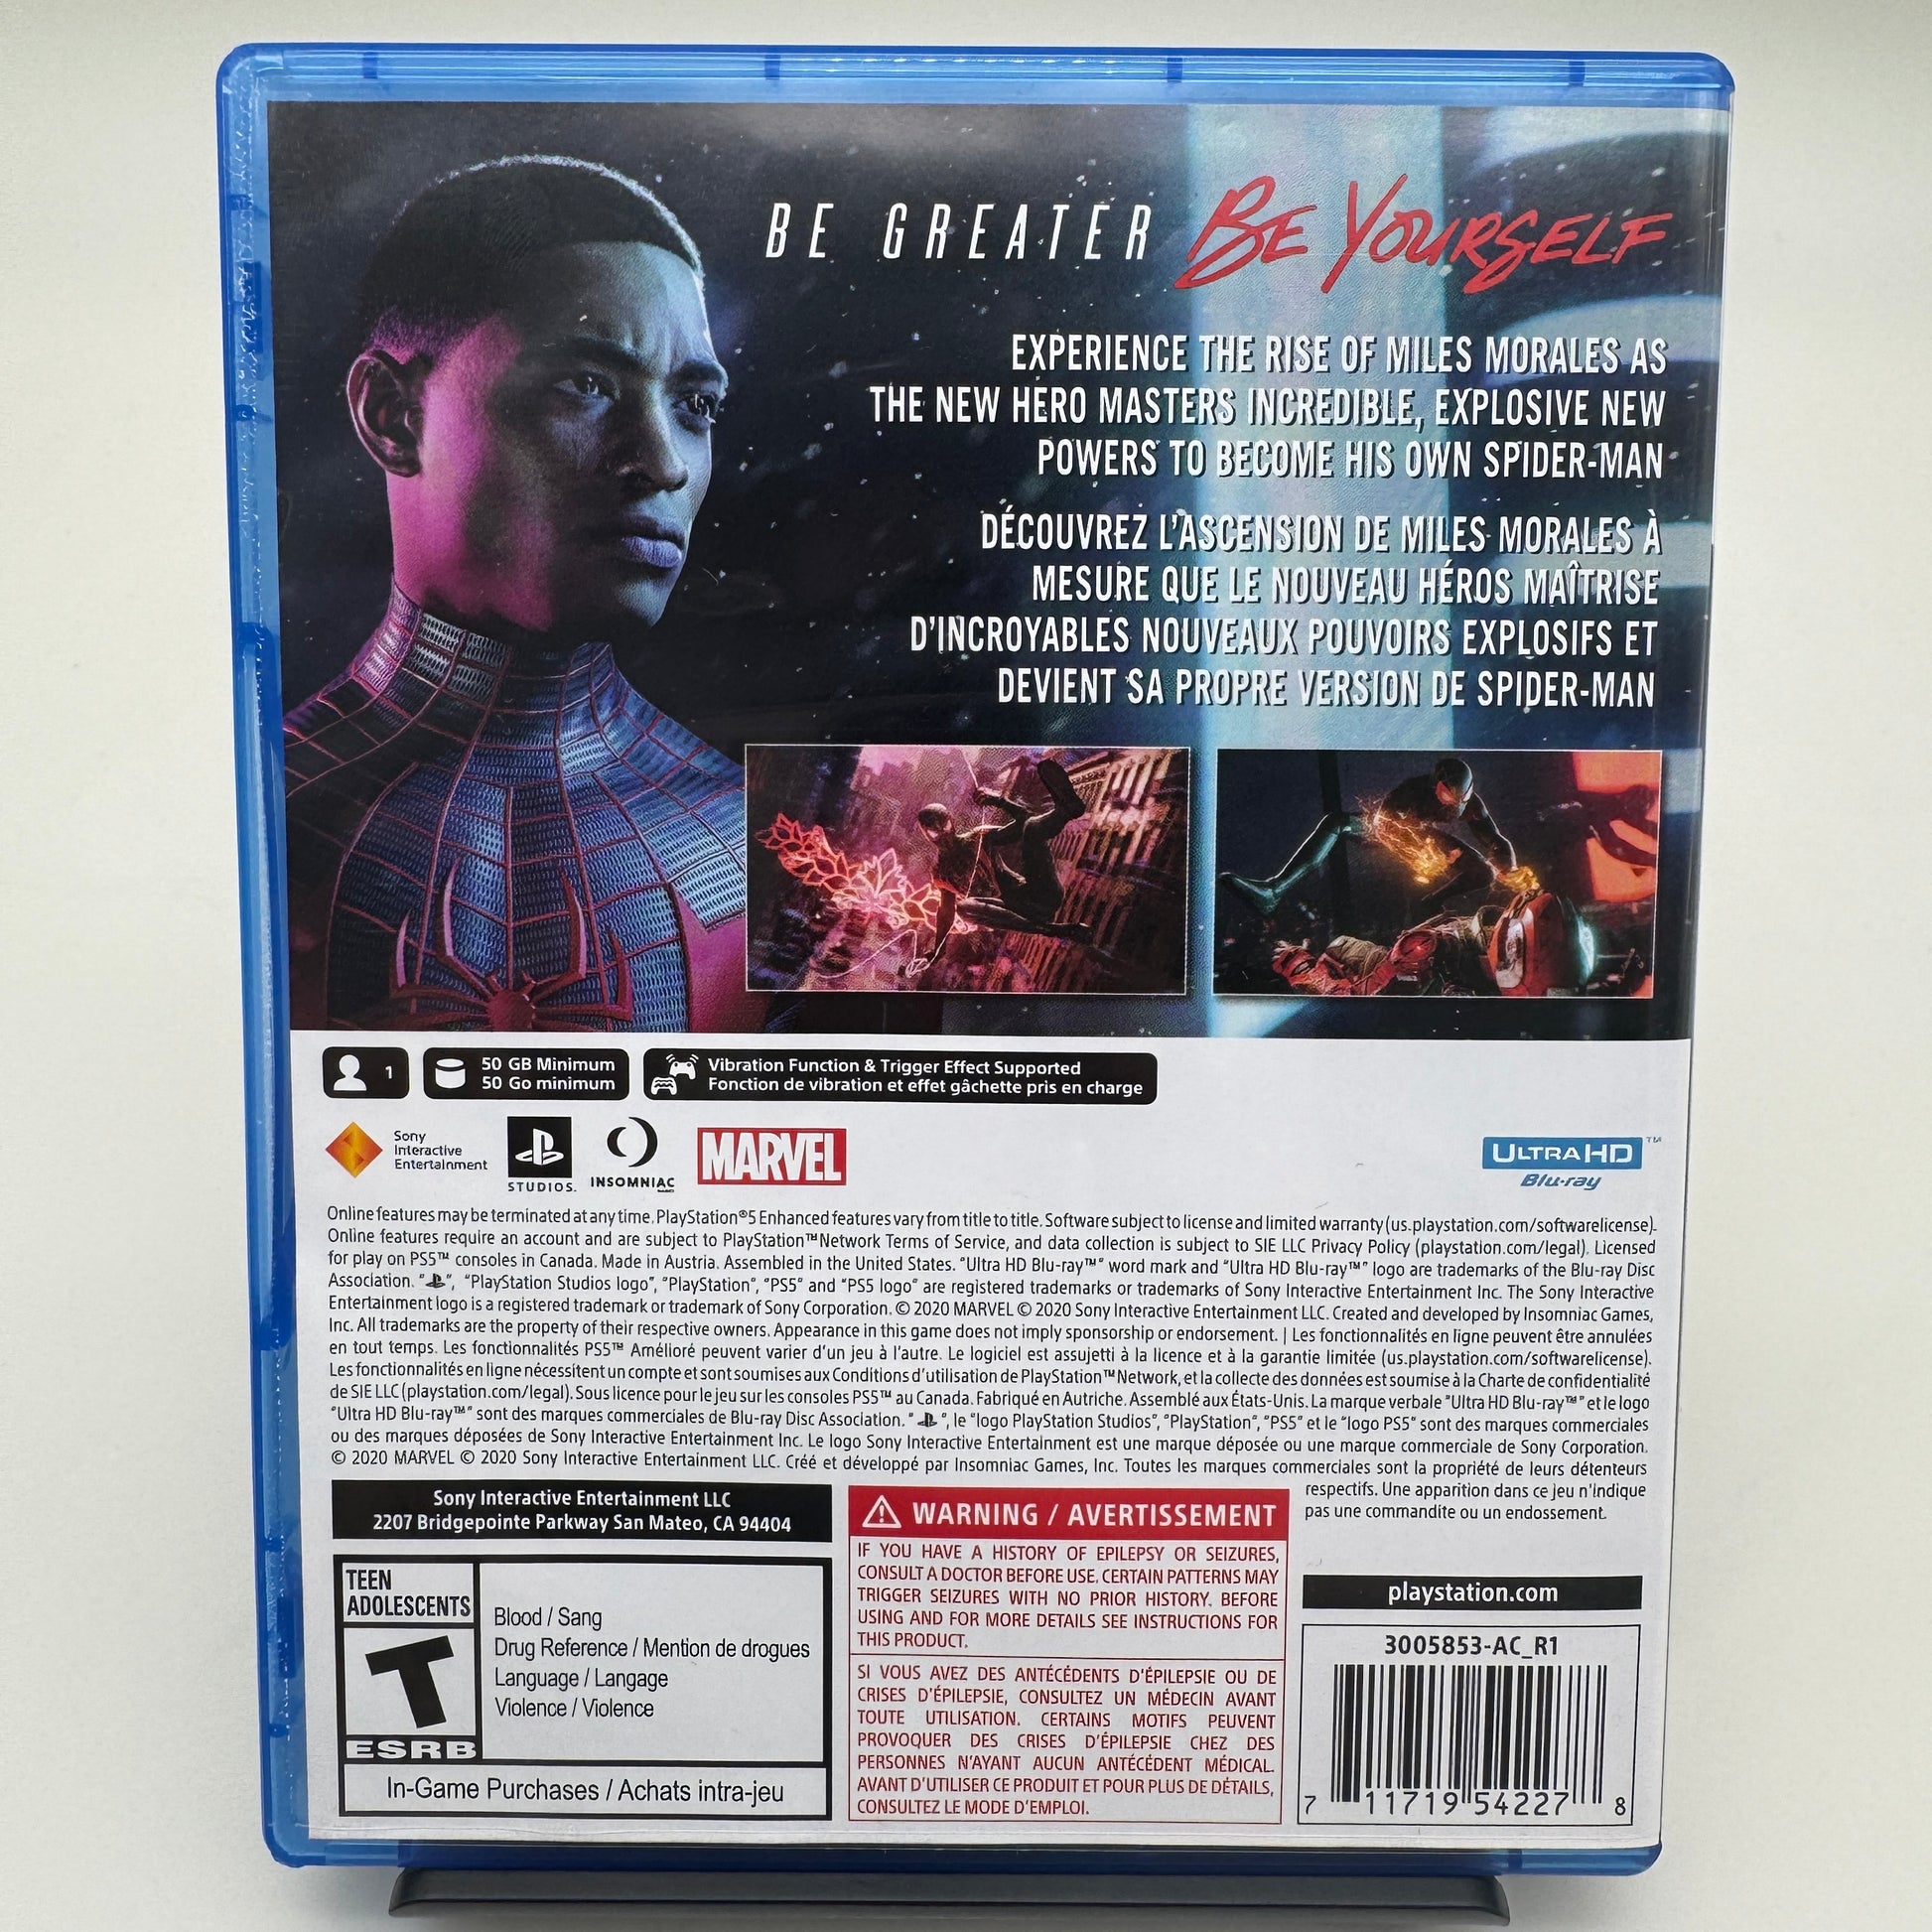 BE GREATER BE YOURSELF
EXPERIENCE THE RISE OF MILES MORALES AS
THE NEW HERO MASTERS INCREDIBLE, EXPLOSIVE NEW
POWERS TO BECOME HIS OWN SPIDER-MAN
DÉCOUVREZ L'ASCENSION DE MILES MORALES À
MESURE QUE LE NOUVEAU HÉROS MAÎTRISE
D'INCROYABLES NOUVEAUX POUVOIRS EXPLOSIFS ET
DEVIENT SA PROPRE VERSION DE SPIDER-MAN
1
50 GB Minimum
50 Go minimum
Vibration Function & Trigger Effect Supported
Fonction de vibration et effet gâchette pris en charge
Sony
Interactive
Entertainment
STUDIOS.
INSOMNIAC
GAMES
MARVEL
ULTRA HD™
Blu-ray
Online features may be terminated at any time. PlayStation®5 Enhanced features vary from title to title. Software subject to license and limited warranty (us.playstation.com/softwarelicense).
Online features require an account and are subject to PlayStation™Network Terms of Service, and data collection is subject to SIE LLC Privacy Policy (playstation.com/legal). Licensed
for play on PS5™ consoles in Canada. Made in Austria. Assembled in the United States. "Ultra HD Blu-ray™" word mark and "Ultra HD Blu-ray™" logo are trademarks of the Blu-ray Disc
Association. "", "PlayStation Studios logo", "PlayStation", "PS5" and "PS5 logo" are registered trademarks or trademarks of Sony Interactive Entertainment Inc. The Sony Interactive
Entertainment logo is a registered trademark or trademark of Sony Corporation. © 2020 MARVEL © 2020 Sony Interactive Entertainment LLC. Created and developed by Insomniac Games,
Inc. All trademarks are the property of their respective owners. Appearance in this game does not imply sponsorship or endorsement. | Les fonctionnalités en ligne peuvent être annulées
en tout temps. Les fonctionnalités PS5™ Amélioré peuvent varier d'un jeu à l'autre. Le logiciel est assujetti à la licence et à la garantie limitée (us.playstation.com/softwarelicense).
Les fonctionnalités en ligne nécessitent un compte et sont soumises aux Conditions d'utilisation de PlayStation™Network, et la collecte des données est soumise à la Charte de confidentialité
de SIE LLC (playstation.com/legal). Sous licence pour le jeu sur les consoles PS5™ au Canada. Fabriqué en Autriche. Assemblé aux États-Unis. La marque verbale "Ultra HD Blu-ray™" et le logo
"Ultra HD Blu-ray™" sont des marques commerciales de Blu-ray Disc Association. "", le "logo PlayStation Studios", "PlayStation", "PS5" et le "logo PS5" sont des marques commerciales
ou des marques déposées de Sony Interactive Entertainment Inc. Le logo Sony Interactive Entertainment est une marque déposée ou une marque commerciale de Sony Corporation.
© 2020 MARVEL © 2020 Sony Interactive Entertainment LLC. Créé et développé par Insomniac Games, Inc. Toutes les marques commerciales sont la propriété de leurs détenteurs
respectifs. Une apparition dans ce jeu n'indique
pas une commandite ou un endossement.
Sony Interactive Entertainment LLC
2207 Bridgepointe Parkway San Mateo, CA 94404
TEEN
ADOLESCENTS
T
ESRB
Blood / Sang
Drug Reference / Mention de drogues
Language / Langage
Violence / Violence
In-Game Purchases / Achats intra-jeu
WARNING / AVERTISSEMENT
IF YOU HAVE A HISTORY OF EPILEPSY OR SEIZURES,
CONSULT A DOCTOR BEFORE USE. CERTAIN PATTERNS MAY
TRIGGER SEIZURES WITH NO PRIOR HISTORY. BEFORE
USING AND FOR MORE DETAILS SEE INSTRUCTIONS FOR
THIS PRODUCT.
SI VOUS AVEZ DES ANTÉCÉDENTS D'ÉPILEPSIE OU DE
CRISES D'ÉPILEPSIE, CONSULTEZ UN MÉDECIN AVANT
TOUTE UTILISATION. CERTAINS MOTIFS PEUVENT
PROVOQUER DES CRISES D'ÉPILEPSIE CHEZ DES
PERSONNES N'AYANT AUCUN ANTÉCÉDENT MÉDICAL.
AVANT D'UTILISER CE PRODUIT ET POUR PLUS DE DÉTAILS,
CONSULTEZ LE MODE D'EMPLOI.
playstation.com
3005853-AC_R1
7 11719 54227 8